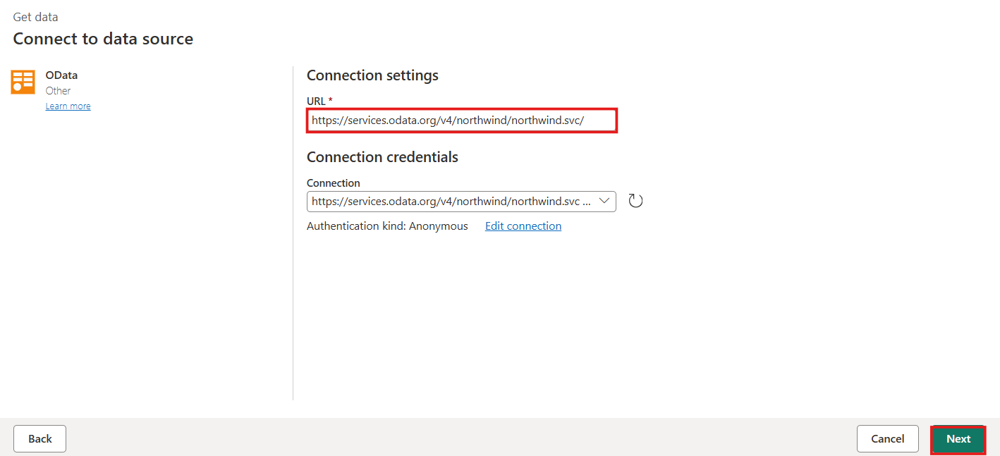 Get data
Connect to data source
OData
Other
Learn more
Connection settings
URL *
https://services.odata.org/v4/northwind/northwind.svc/
Connection credentials
Connection
https://services.odata.org/v4/northwind/northwind.svc ...
Authentication kind: Anonymous Edit connection
Back Cancel Next